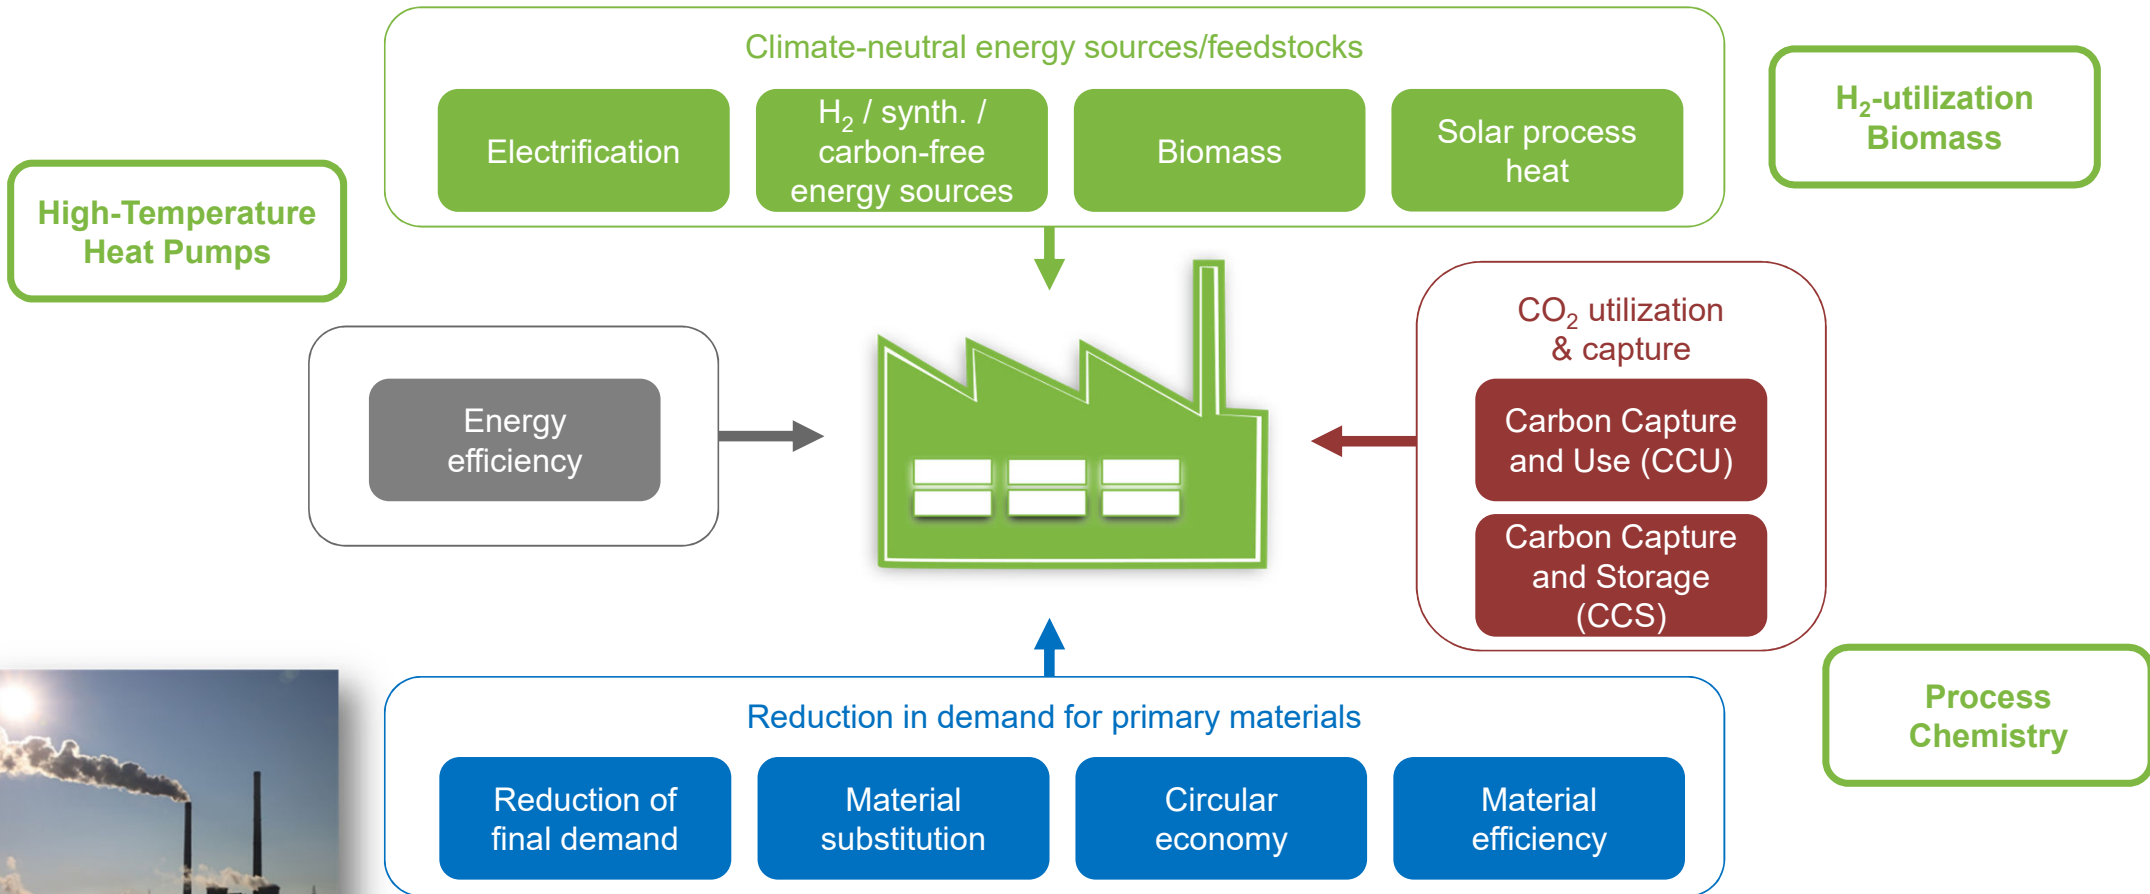 Climate-neutral energy sources/feedstocks
Electrification
H₂ / synth. /
carbon-free
energy sources
Biomass
Solar process
heat
H₂-utilization
Biomass
High-Temperature
Heat Pumps
Energy
efficiency
CO₂ utilization
& capture
Carbon Capture
and Use (CCU)
Carbon Capture
and Storage
(CCS)
Process
Chemistry
Reduction in demand for primary materials
Reduction of
final demand
Material
substitution
Circular
economy
Material
efficiency